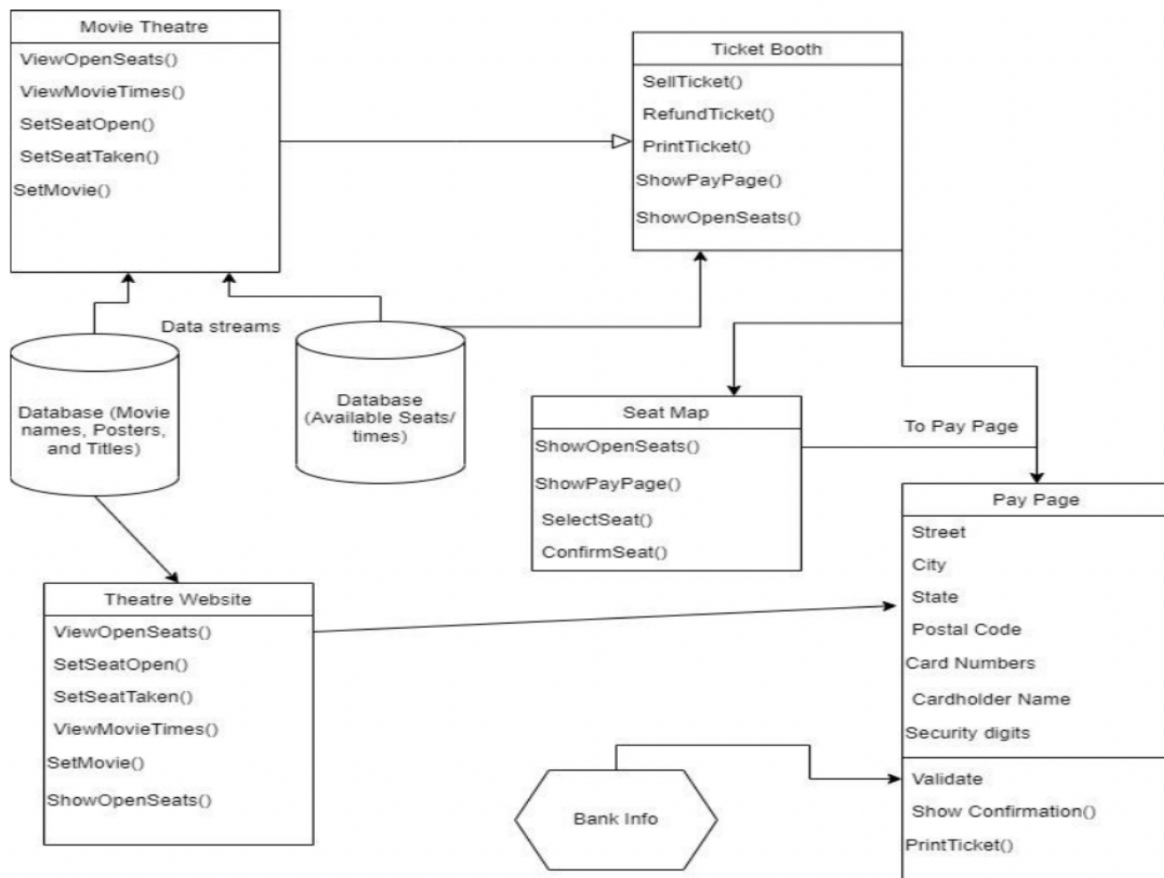 Movie Theatre
ViewOpenSeats()
ViewMovieTimes()
SetSeatOpen()
SetSeatTaken()
SetMovie()
Ticket Booth
SellTicket()
RefundTicket()
PrintTicket()
ShowPayPage()
ShowOpenSeats()
Data streams
Database (Movie
names, Posters,
and Titles)
Database
(Available Seats/
times)
Seat Map
ShowOpenSeats()
ShowPayPage()
SelectSeat()
ConfirmSeat()
To Pay Page
Pay Page
Street
City
State
Postal Code
Card Numbers
Cardholder Name
Security digits
Validate
Show Confirmation()
PrintTicket()
Theatre Website
ViewOpenSeats()
SetSeatOpen()
SetSeatTaken()
ViewMovieTimes()
SetMovie()
ShowOpenSeats()
Bank Info